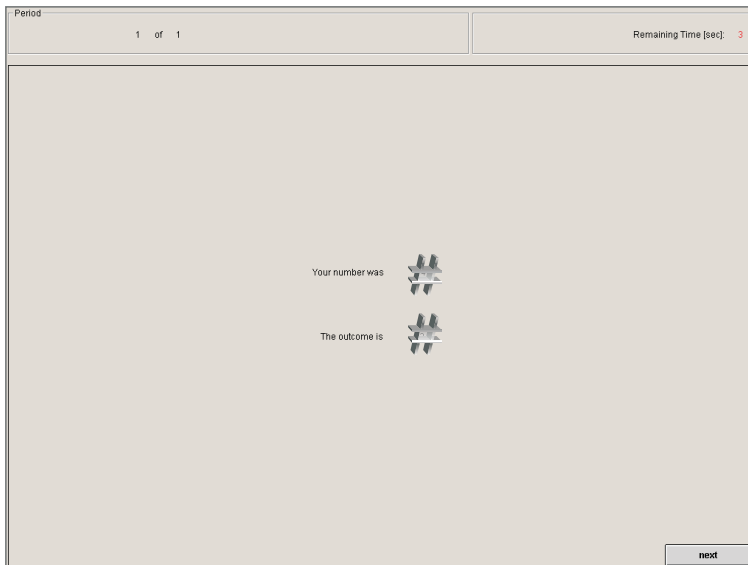 Period
1 of 1
Remaining Time [sec]: 3
Your number was #
The outcome is #
next